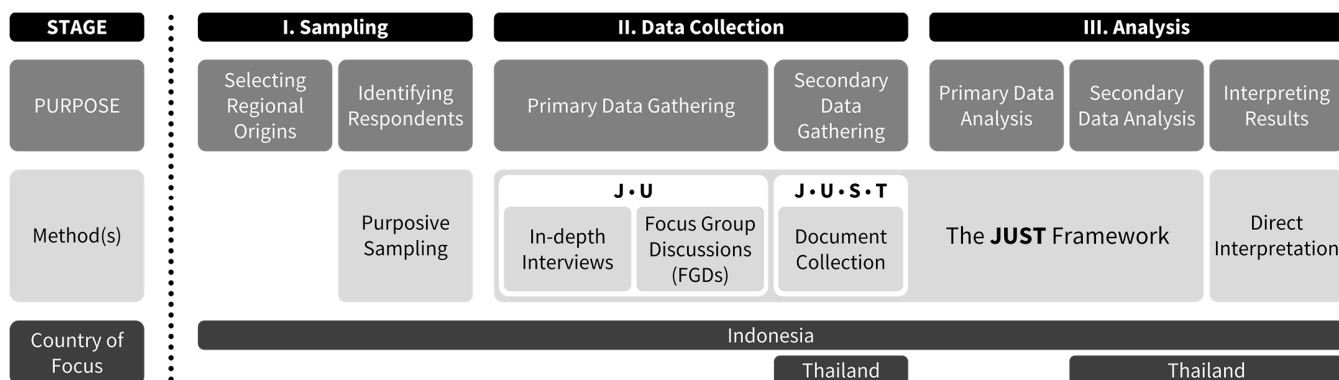 STAGE
I. Sampling
II. Data Collection
III. Analysis
PURPOSE
Selecting
Regional
Origins
Identifying
Respondents
Primary Data Gathering
Secondary
Data
Gathering
Primary Data
Analysis
Secondary
Data Analysis
Interpreting
Results
Method(s)
Purposive
Sampling
J • U
In-depth
Interviews
Focus Group
Discussions
(FGDs)
J • U • S • T
Document
Collection
The JUST Framework
Direct
Interpretation
Country of
Focus
Indonesia
Thailand
Thailand